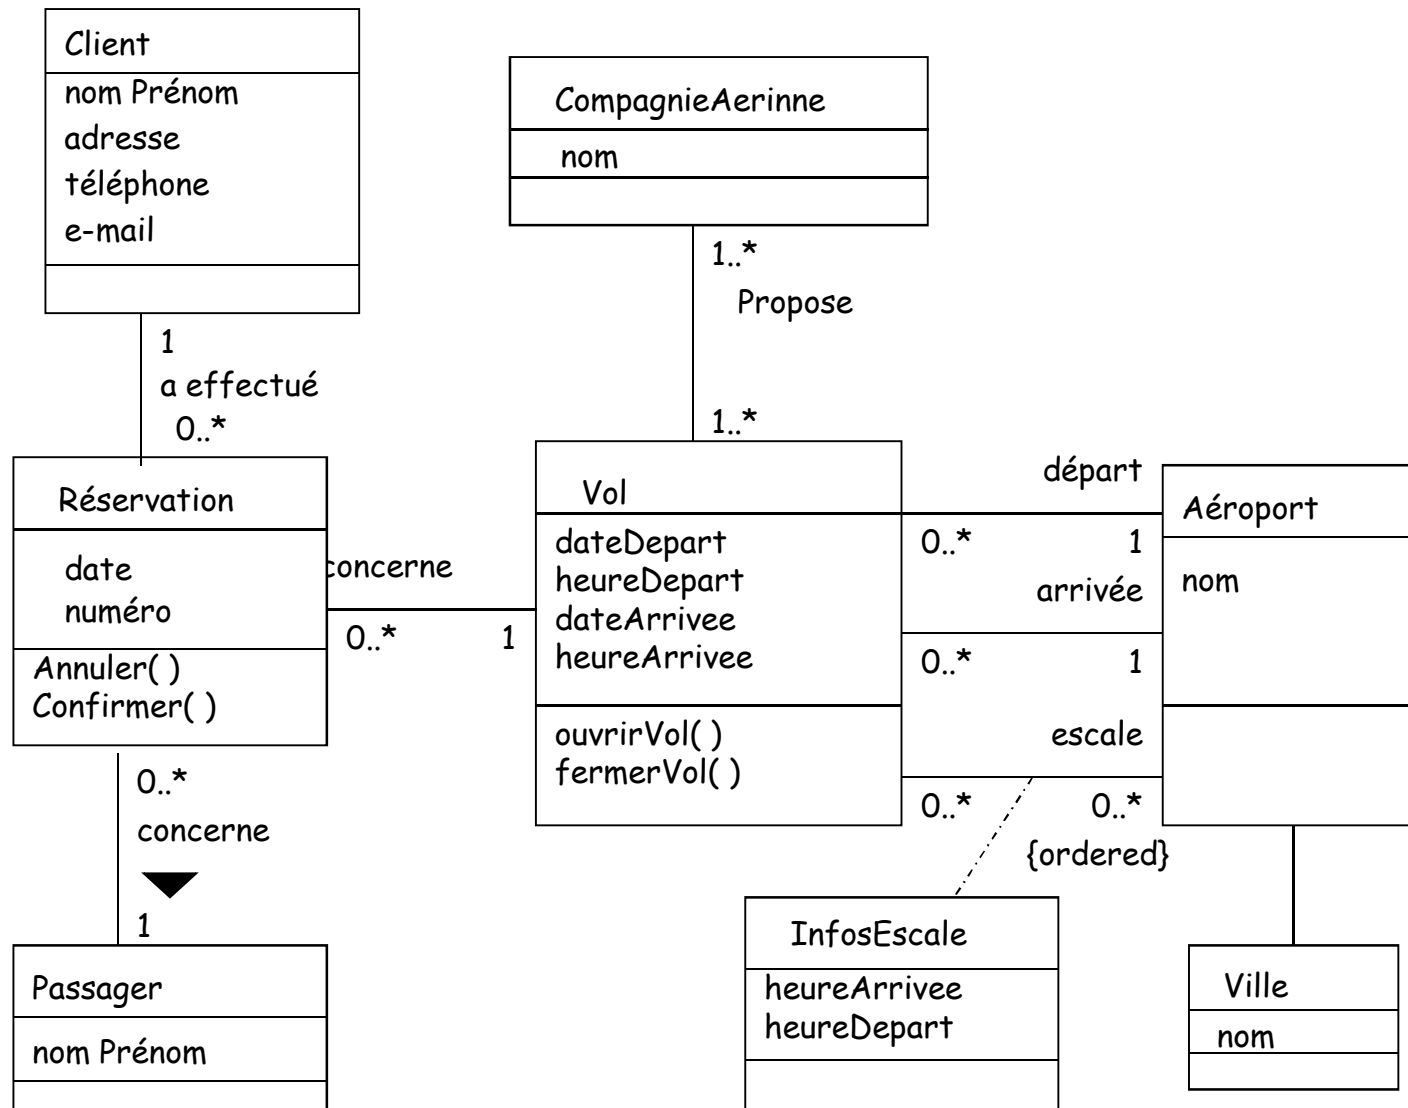 Client
nom Prénom
adresse
téléphone
e-mail
CompagnieAerinne
nom
1..*
Propose
1..*
1
a effectué
0..*
Réservation
date
numéro
Annuler( )
Confirmer( )
concerne
0..*
1
Vol
dateDepart
heureDepart
dateArrivee
heureArrivee
ouvrirVol( )
fermerVol( )
départ
0..*
1
arrivée
0..*
1
escale
0..*
0..*
{ordered}
Aéroport
nom
0..*
concerne
1
Passager
nom Prénom
InfosEscale
heureArrivee
heureDepart
Ville
nom